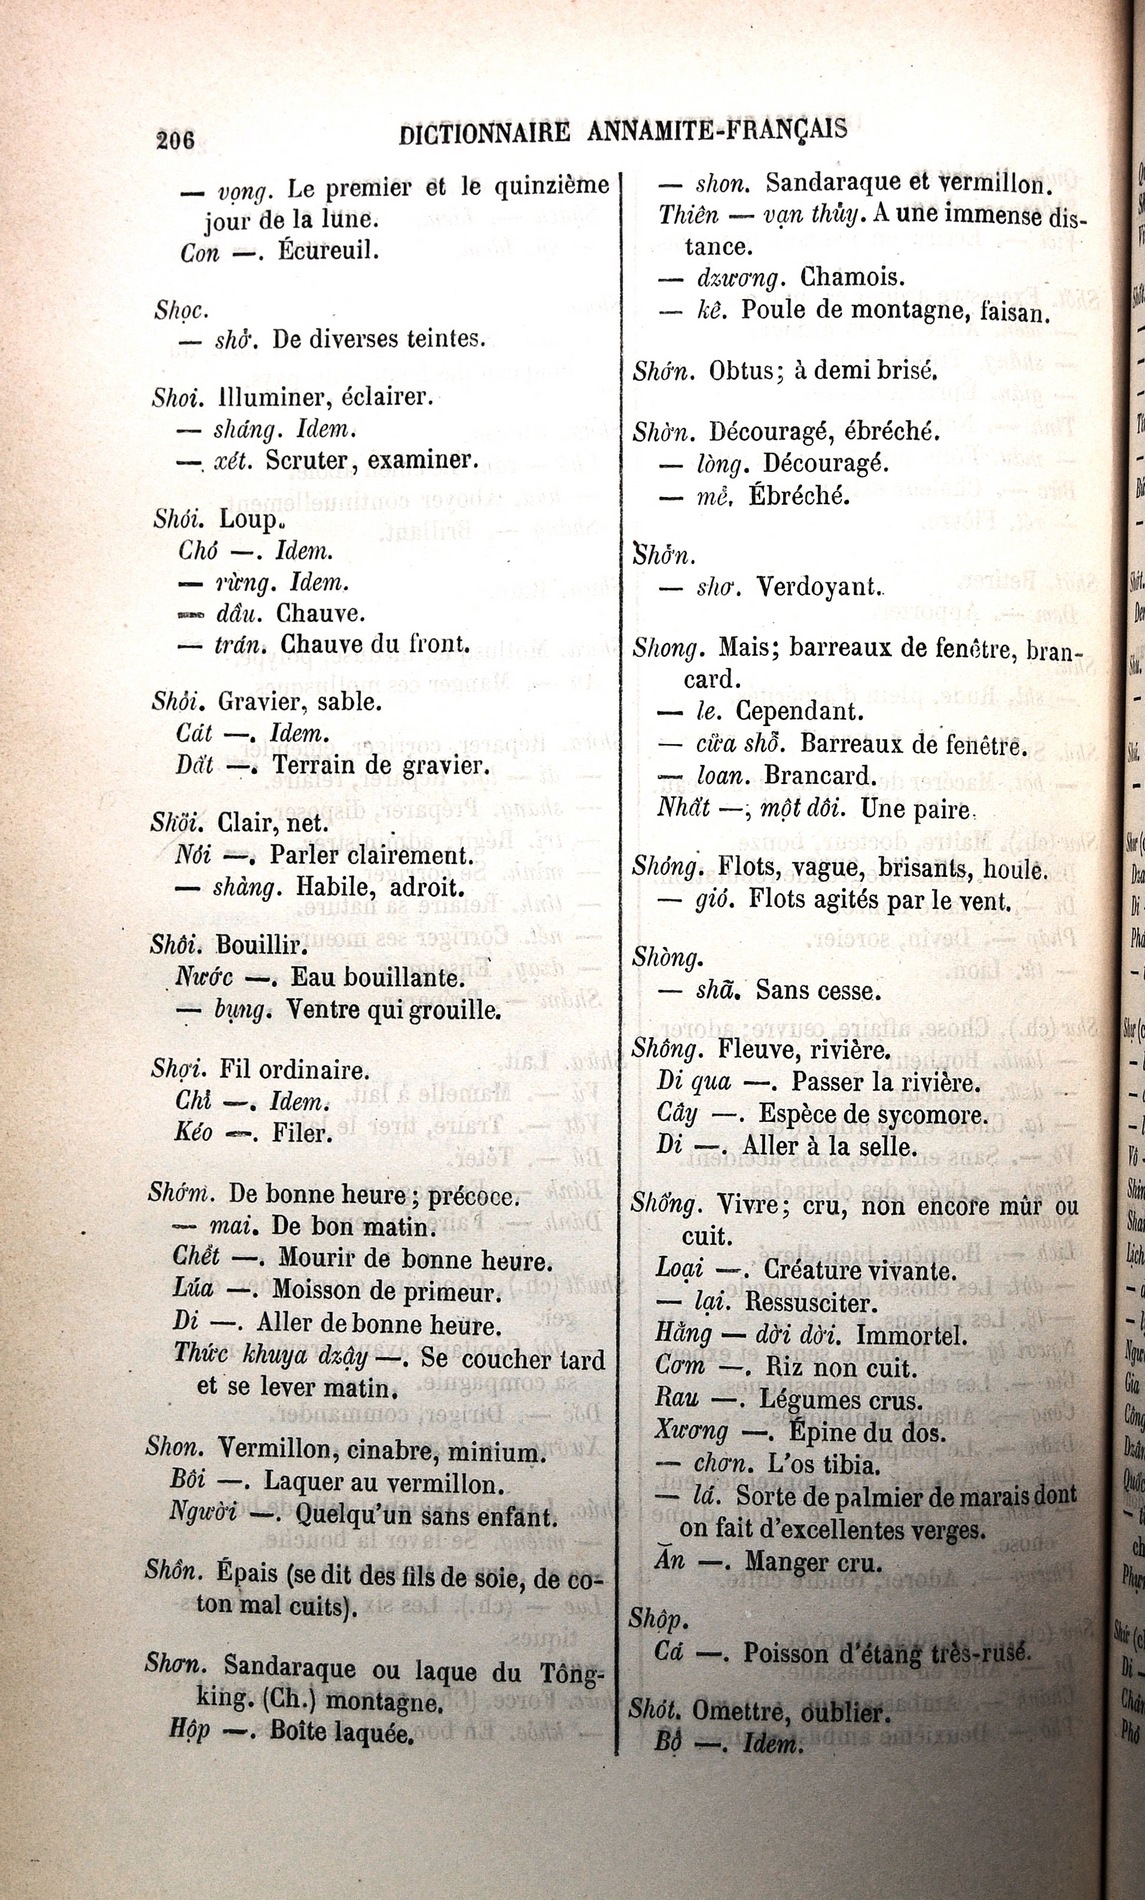 206
DICTIONNAIRE ANNAMITE-FRANÇAIS
— vọng. Le premier et le quinzième
jour de la lune.
Con —. Écureuil.
Shọc.
— shỡ. De diverses teintes.
Shoi. Illuminer, éclairer.
— sháng. Idem.
— xét. Scruter, examiner.
Shói. Loup.
Chó —. Idem.
— rừng. Idem.
— dầu. Chauve.
— trán. Chauve du front.
Shỏi. Gravier, sable.
Cát —. Idem.
Dất —. Terrain de gravier.
Shõi. Clair, net.
Nói —. Parler clairement.
— shàng. Habile, adroit.
Shôi. Bouillir.
Nước —. Eau bouillante.
— bụng. Ventre qui grouille.
Shợi. Fil ordinaire.
Chỉ —. Idem.
Kéo —. Filer.
Shớm. De bonne heure ; précoce.
— mai. De bon matin.
Chết —. Mourir de bonne heure.
Lúa —. Moisson de primeur.
Di —. Aller de bonne heure.
Thức khuya dzậy —. Se coucher tard
et se lever matin.
Shon. Vermillon, cinabre, minium.
Bôi —. Laquer au vermillon.
Người —. Quelqu'un sans enfant.
Shồn. Épais (se dit des fils de soie, de co-
ton mal cuits).
Shơn. Sandaraque ou laque du Tông-
king. (Ch.) montagne.
Hộp —. Boîte laquée.
— shon. Sandaraque et vermillon.
Thiên — vạn thủy. A une immense dis-
tance.
— dzương. Chamois.
— kê. Poule de montagne, faisan.
Shớn. Obtus; à demi brisé.
Shờn. Découragé, ébréché.
— lòng. Découragé.
— mẻ. Ébréché.
Shởn.
— shơ. Verdoyant.
Shong. Mais; barreaux de fenêtre, bran-
card.
— le. Cependant.
— cữa shỗ. Barreaux de fenêtre.
— loan. Brancard.
Nhất —, một dôi. Une paire.
Shóng. Flots, vague, brisants, houle.
— gió. Flots agités par le vent.
Shòng.
— shã. Sans cesse.
Shông. Fleuve, rivière.
Di qua —. Passer la rivière.
Cây —. Espèce de sycomore.
Di —. Aller à la selle.
Shống. Vivre; cru, non encore mûr ou
cuit.
Loại —. Créature vivante.
— lại. Ressusciter.
Hằng — dời dời. Immortel.
Cơm —. Riz non cuit.
Rau —. Légumes crus.
Xương —. Épine du dos.
— chơn. L'os tibia.
— lá. Sorte de palmier de marais dont
on fait d'excellentes verges.
Ăn —. Manger cru.
Shộp.
Cá —. Poisson d'étang très-rusé.
Shót. Omettre, oublier.
Bỏ —. Idem.